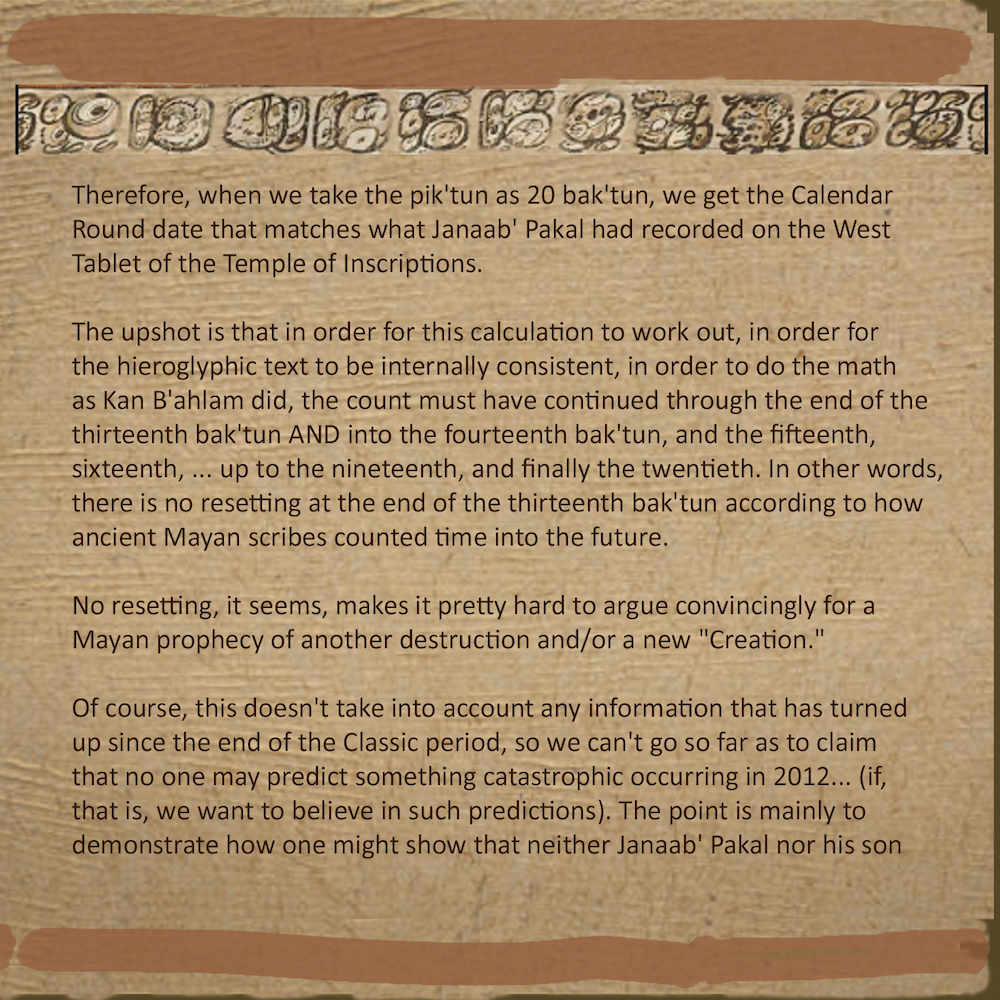 Therefore, when we take the pik'tun as 20 bak'tun, we get the Calendar
Round date that matches what Janaab' Pakal had recorded on the West
Tablet of the Temple of Inscriptions.
The upshot is that in order for this calculation to work out, in order for
the hieroglyphic text to be internally consistent, in order to do the math
as Kan B'ahlam did, the count must have continued through the end of the
thirteenth bak'tun AND into the fourteenth bak'tun, and the fifteenth,
sixteenth, ... up to the nineteenth, and finally the twentieth. In other words,
there is no resetting at the end of the thirteenth bak'tun according to how
ancient Mayan scribes counted time into the future.
No resetting, it seems, makes it pretty hard to argue convincingly for a
Mayan prophecy of another destruction and/or a new "Creation."
Of course, this doesn't take into account any information that has turned
up since the end of the Classic period, so we can't go so far as to claim
that no one may predict something catastrophic occurring in 2012... (if,
that is, we want to believe in such predictions). The point is mainly to
demonstrate how one might show that neither Janaab' Pakal nor his son